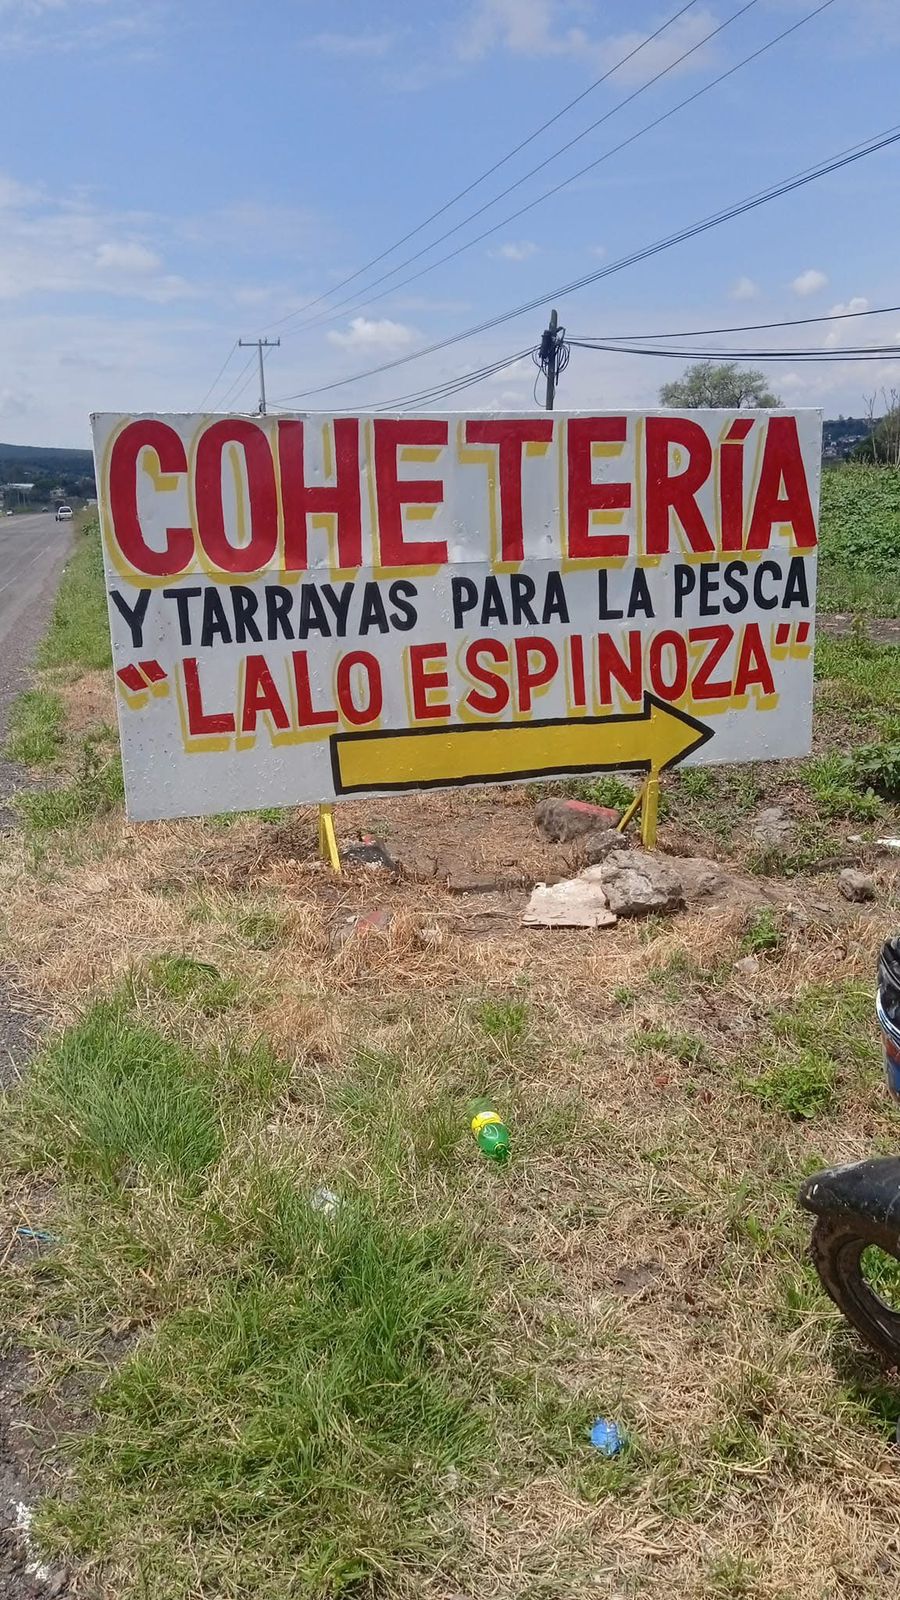 COHETERÍA
Y TARRAYAS PARA LA PESCA
"LALO ESPINOZA"